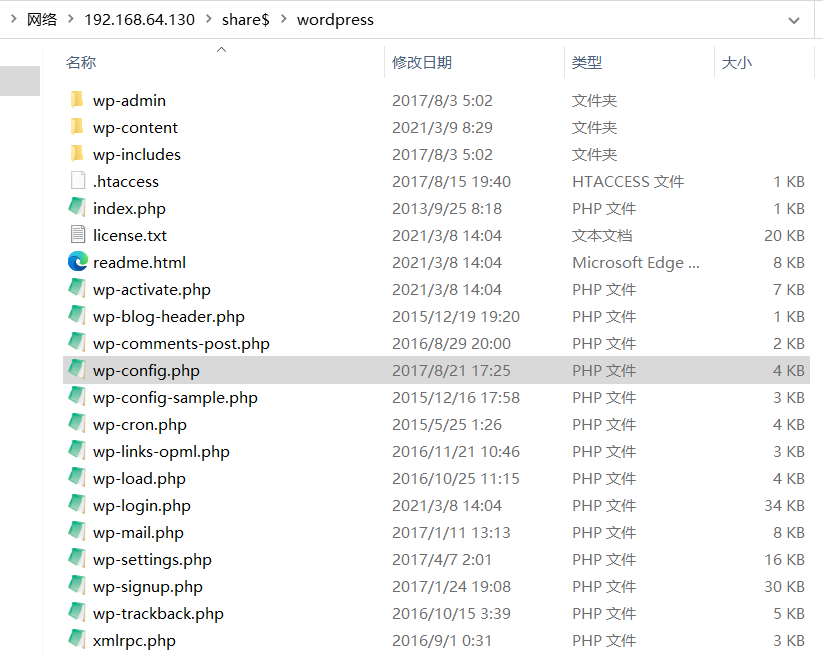 网络 192.168.64.130 share$ wordpress
名称 修改日期 类型 大小
wp-admin 2017/8/3 5:02 文件夹
wp-content 2021/3/9 8:29 文件夹
wp-includes 2017/8/3 5:02 文件夹
.htaccess 2017/8/15 19:40 HTACCESS 文件 1 KB
index.php 2013/9/25 8:18 PHP 文件 1 KB
license.txt 2021/3/8 14:04 文本文档 20 KB
readme.html 2021/3/8 14:04 Microsoft Edge ... 8 KB
wp-activate.php 2021/3/8 14:04 PHP 文件 7 KB
wp-blog-header.php 2015/12/19 19:20 PHP 文件 1 KB
wp-comments-post.php 2016/8/29 20:00 PHP 文件 2 KB
wp-config.php 2017/8/21 17:25 PHP 文件 4 KB
wp-config-sample.php 2015/12/16 17:58 PHP 文件 3 KB
wp-cron.php 2015/5/25 1:26 PHP 文件 4 KB
wp-links-opml.php 2016/11/21 10:46 PHP 文件 3 KB
wp-load.php 2016/10/25 11:15 PHP 文件 4 KB
wp-login.php 2021/3/8 14:04 PHP 文件 34 KB
wp-mail.php 2017/1/11 13:13 PHP 文件 8 KB
wp-settings.php 2017/4/7 2:01 PHP 文件 16 KB
wp-signup.php 2017/1/24 19:08 PHP 文件 30 KB
wp-trackback.php 2016/10/15 3:39 PHP 文件 5 KB
xmlrpc.php 2016/9/1 0:31 PHP 文件 3 KB